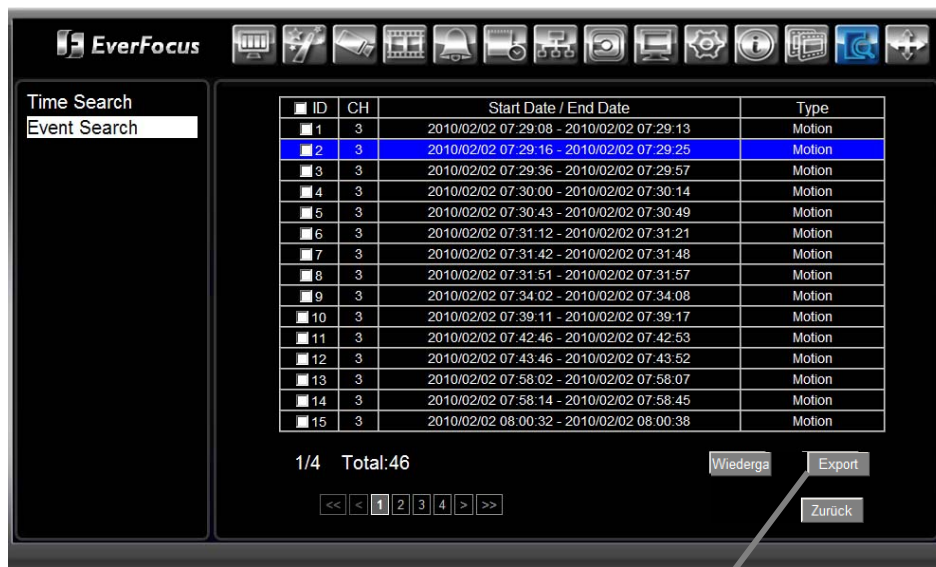 EverFocus
Time Search
Event Search
ID CH Start Date / End Date Type
1 3 2010/02/02 07:29:08 - 2010/02/02 07:29:13 Motion
2 3 2010/02/02 07:29:16 - 2010/02/02 07:29:25 Motion
3 3 2010/02/02 07:29:36 - 2010/02/02 07:29:57 Motion
4 3 2010/02/02 07:30:00 - 2010/02/02 07:30:14 Motion
5 3 2010/02/02 07:30:43 - 2010/02/02 07:30:49 Motion
6 3 2010/02/02 07:31:12 - 2010/02/02 07:31:21 Motion
7 3 2010/02/02 07:31:42 - 2010/02/02 07:31:48 Motion
8 3 2010/02/02 07:31:51 - 2010/02/02 07:31:57 Motion
9 3 2010/02/02 07:34:02 - 2010/02/02 07:34:08 Motion
10 3 2010/02/02 07:39:11 - 2010/02/02 07:39:17 Motion
11 3 2010/02/02 07:42:46 - 2010/02/02 07:42:53 Motion
12 3 2010/02/02 07:43:46 - 2010/02/02 07:43:52 Motion
13 3 2010/02/02 07:58:02 - 2010/02/02 07:58:07 Motion
14 3 2010/02/02 07:58:14 - 2010/02/02 07:58:45 Motion
15 3 2010/02/02 08:00:32 - 2010/02/02 08:00:38 Motion
1/4 Total:46 Wiederga Export
<< < 1 2 3 4 > >> Zurück